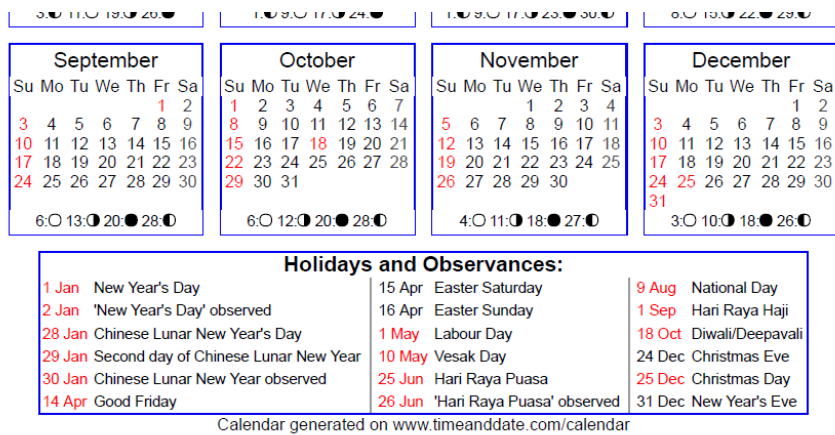 September
Su Mo Tu We Th Fr Sa
1 2
3 4 5 6 7 8 9
10 11 12 13 14 15 16
17 18 19 20 21 22 23
24 25 26 27 28 29 30
6:○ 13:◑ 20:● 28:◐
October
Su Mo Tu We Th Fr Sa
1 2 3 4 5 6 7
8 9 10 11 12 13 14
15 16 17 18 19 20 21
22 23 24 25 26 27 28
29 30 31
6:○ 12:◑ 20:● 28:◐
November
Su Mo Tu We Th Fr Sa
1 2 3 4
5 6 7 8 9 10 11
12 13 14 15 16 17 18
19 20 21 22 23 24 25
26 27 28 29 30
4:○ 11:◑ 18:● 27:◐
December
Su Mo Tu We Th Fr Sa
1 2
3 4 5 6 7 8 9
10 11 12 13 14 15 16
17 18 19 20 21 22 23
24 25 26 27 28 29 30
31
3:○ 10:◑ 18:● 26:◐
Holidays and Observances:
1 Jan New Year's Day
2 Jan 'New Year's Day' observed
28 Jan Chinese Lunar New Year's Day
29 Jan Second day of Chinese Lunar New Year
30 Jan Chinese Lunar New Year observed
14 Apr Good Friday
15 Apr Easter Saturday
16 Apr Easter Sunday
1 May Labour Day
10 May Vesak Day
25 Jun Hari Raya Puasa
26 Jun 'Hari Raya Puasa' observed
9 Aug National Day
1 Sep Hari Raya Haji
18 Oct Diwali/Deepavali
24 Dec Christmas Eve
25 Dec Christmas Day
31 Dec New Year's Eve
Calendar generated on www.timeanddate.com/calendar